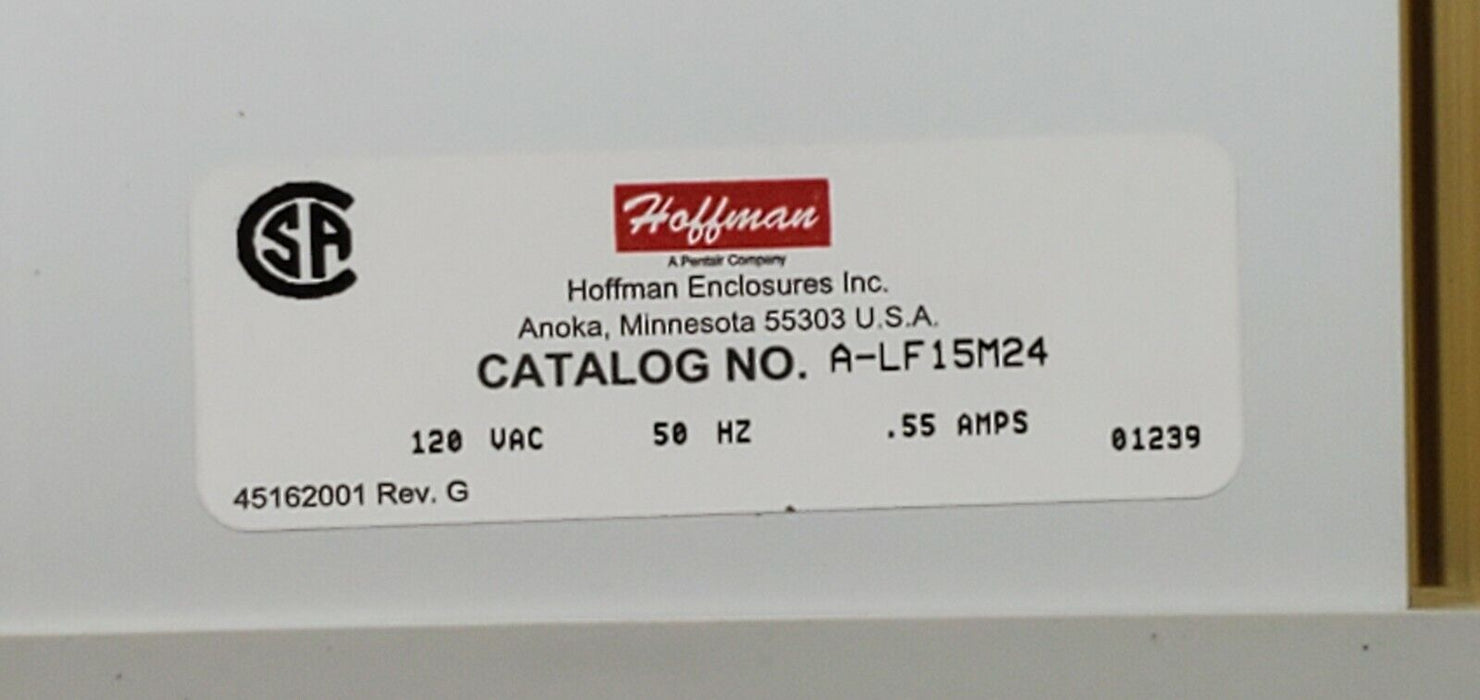 CSA
Hoffman
A Pentair Company
Hoffman Enclosures Inc.
Anoka, Minnesota 55303 U.S.A.
CATALOG NO. A-LF15M24
120 VAC 50 HZ .55 AMPS 01239
45162001 Rev. G